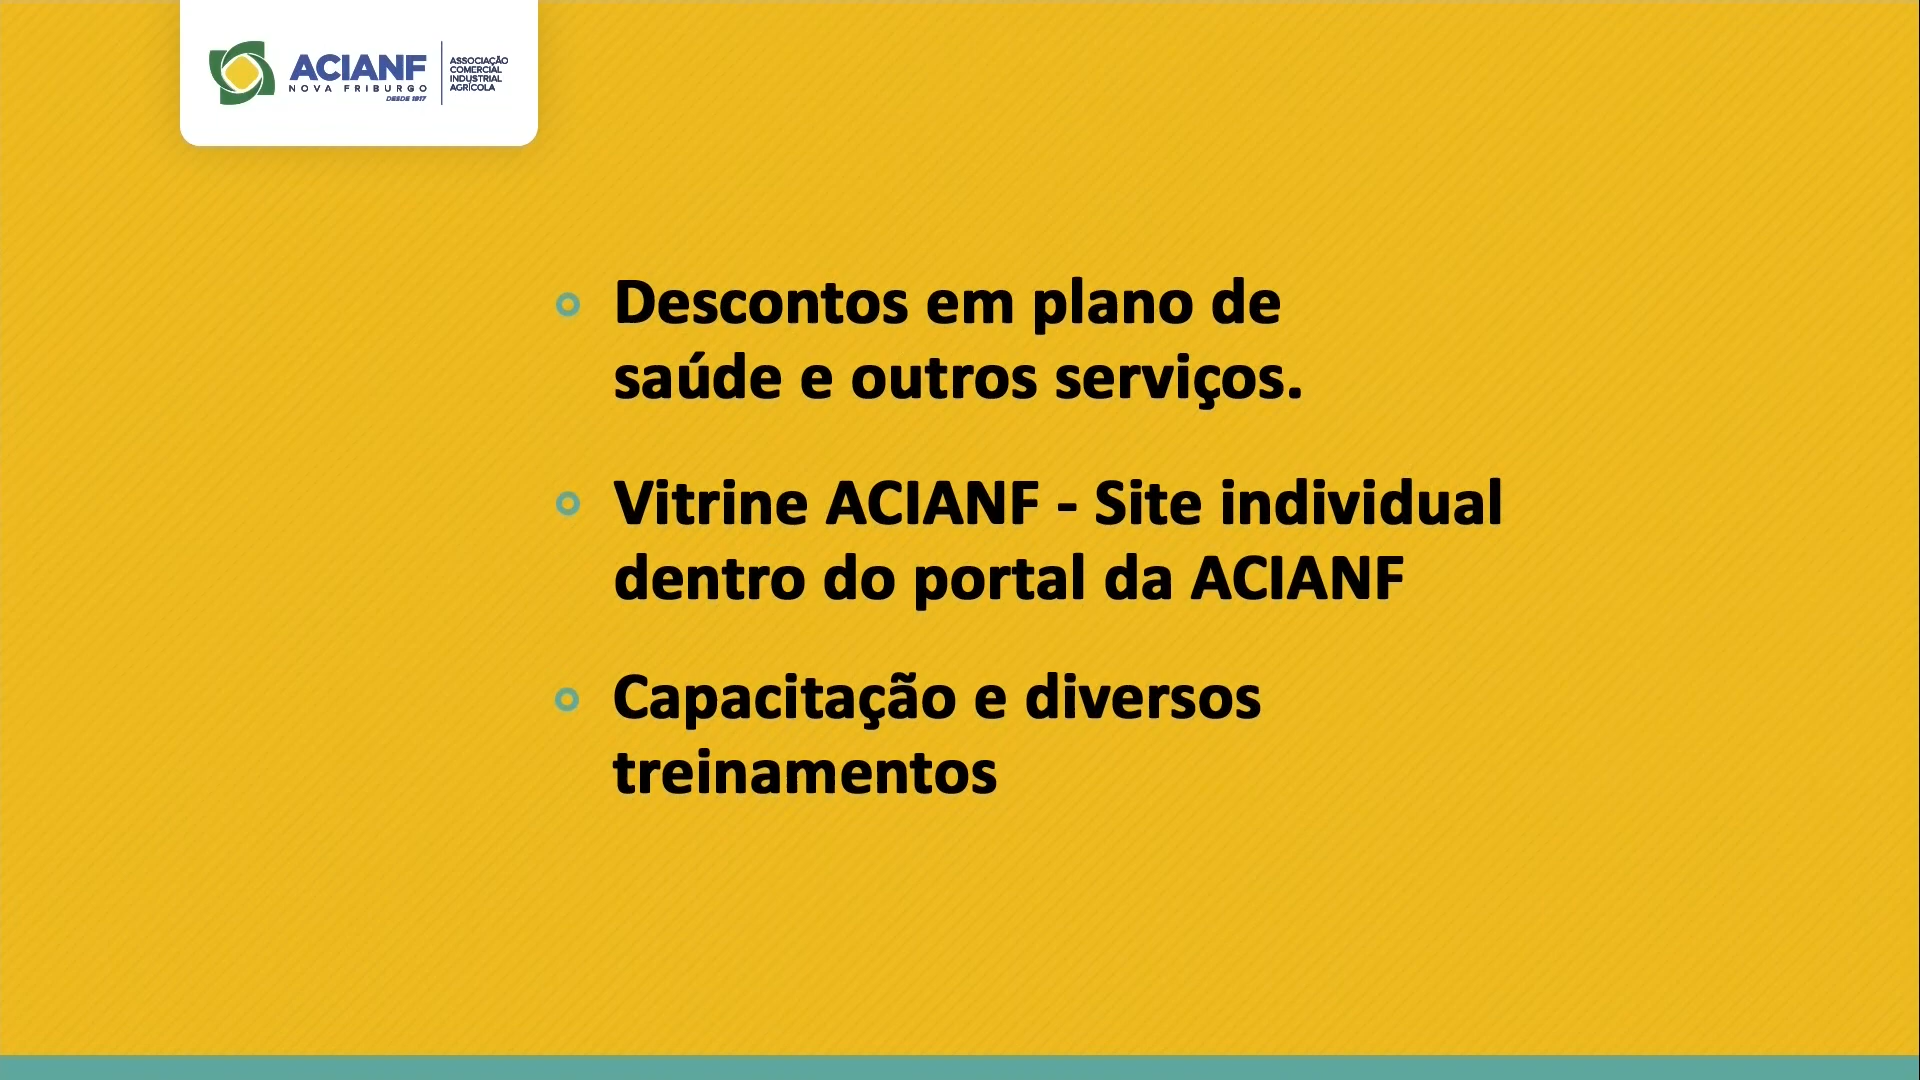 ACIANF
NOVA FRIBURGO
DESDE 1917
ASSOCIAÇÃO
COMERCIAL
INDUSTRIAL
AGRÍCOLA
Descontos em plano de
saúde e outros serviços.
Vitrine ACIANF - Site individual
dentro do portal da ACIANF
Capacitação e diversos
treinamentos